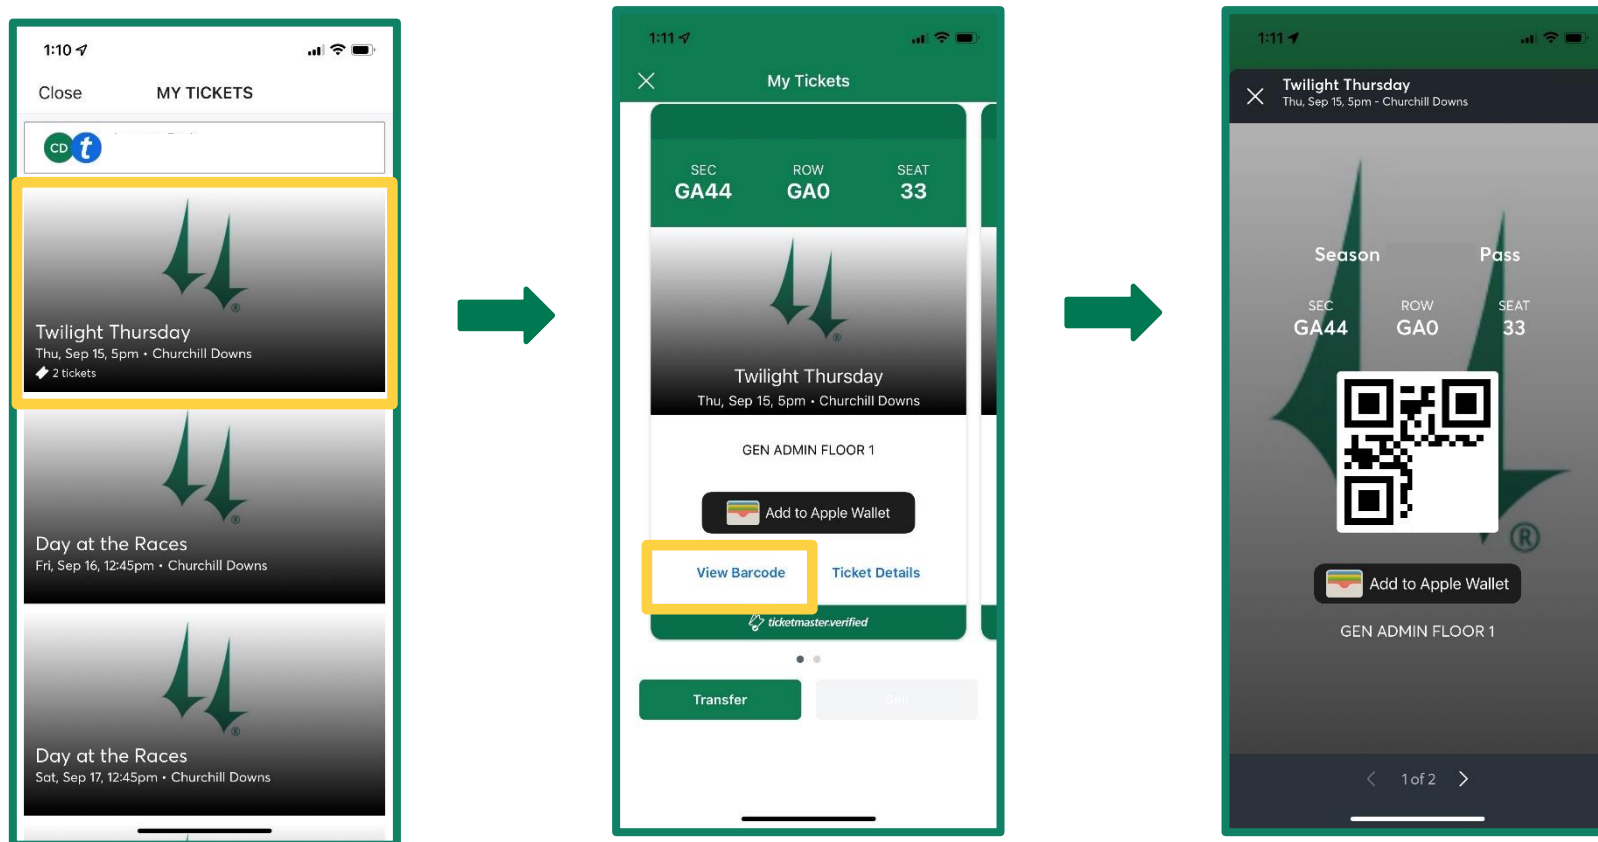 1:10
Close MY TICKETS
CD t
Twilight Thursday
Thu, Sep 15, 5pm • Churchill Downs
2 tickets
®
Day at the Races
Fri, Sep 16, 12:45pm • Churchill Downs
®
Day at the Races
Sat, Sep 17, 12:45pm • Churchill Downs
®
1:11
My Tickets
SEC ROW SEAT
GA44 GA0 33
®
Twilight Thursday
Thu, Sep 15, 5pm • Churchill Downs
GEN ADMIN FLOOR 1
Add to Apple Wallet
View Barcode Ticket Details
ticketmaster.verified
Transfer Sell
1:11
Twilight Thursday
Thu, Sep 15, 5pm - Churchill Downs
Season Pass
SEC ROW SEAT
GA44 GA0 33
®
Add to Apple Wallet
GEN ADMIN FLOOR 1
1 of 2